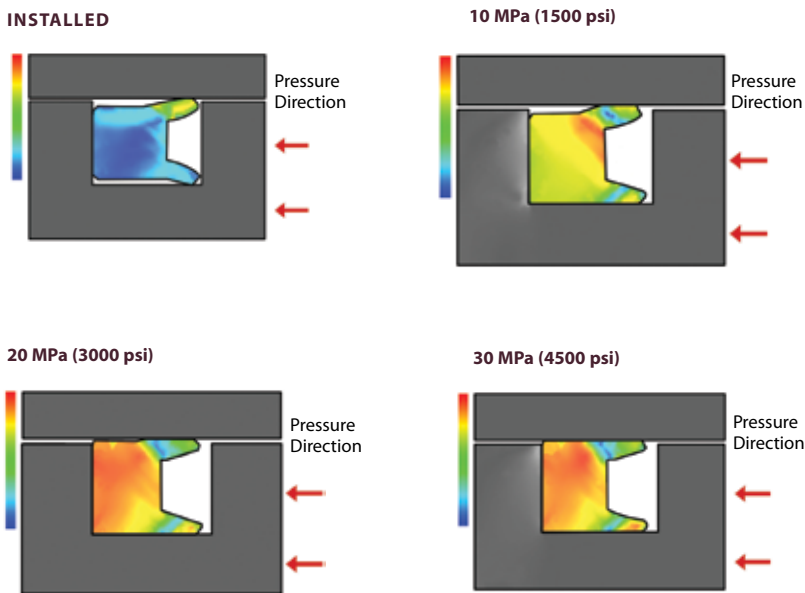 INSTALLED
Pressure
Direction
10 MPa (1500 psi)
Pressure
Direction
20 MPa (3000 psi)
Pressure
Direction
30 MPa (4500 psi)
Pressure
Direction